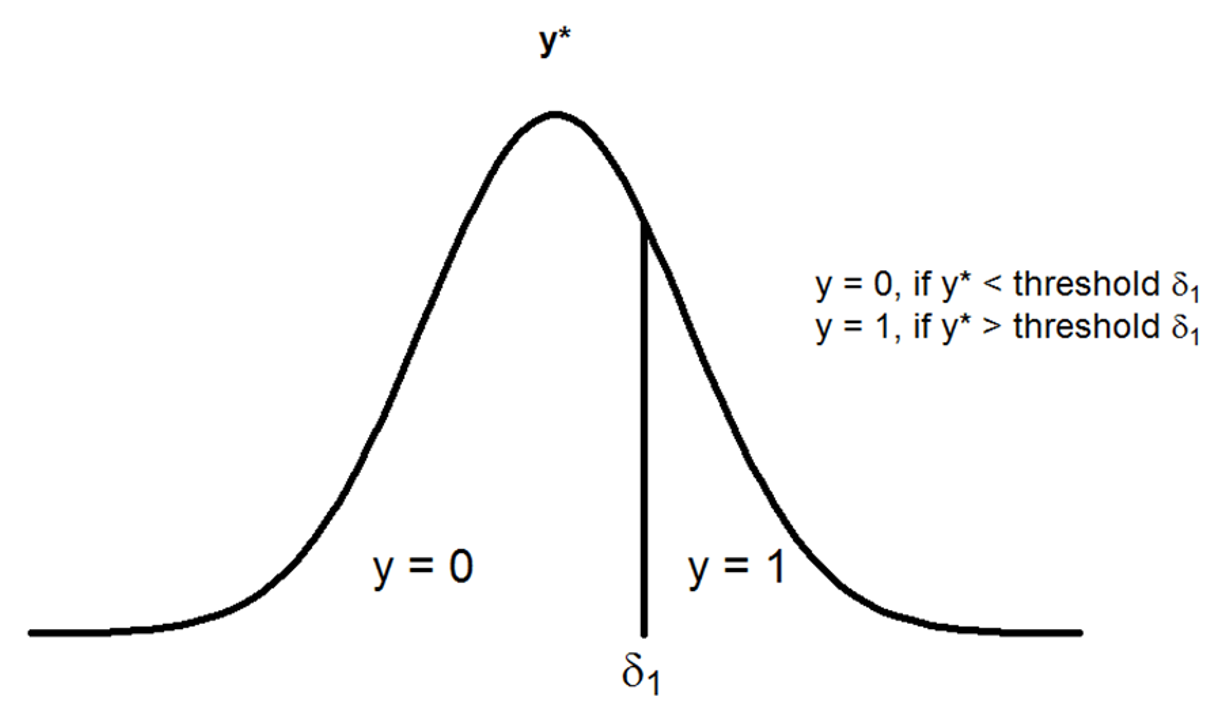 y*
y = 0, if y* < threshold δ₁
y = 1, if y* > threshold δ₁
y = 0
y = 1
δ₁